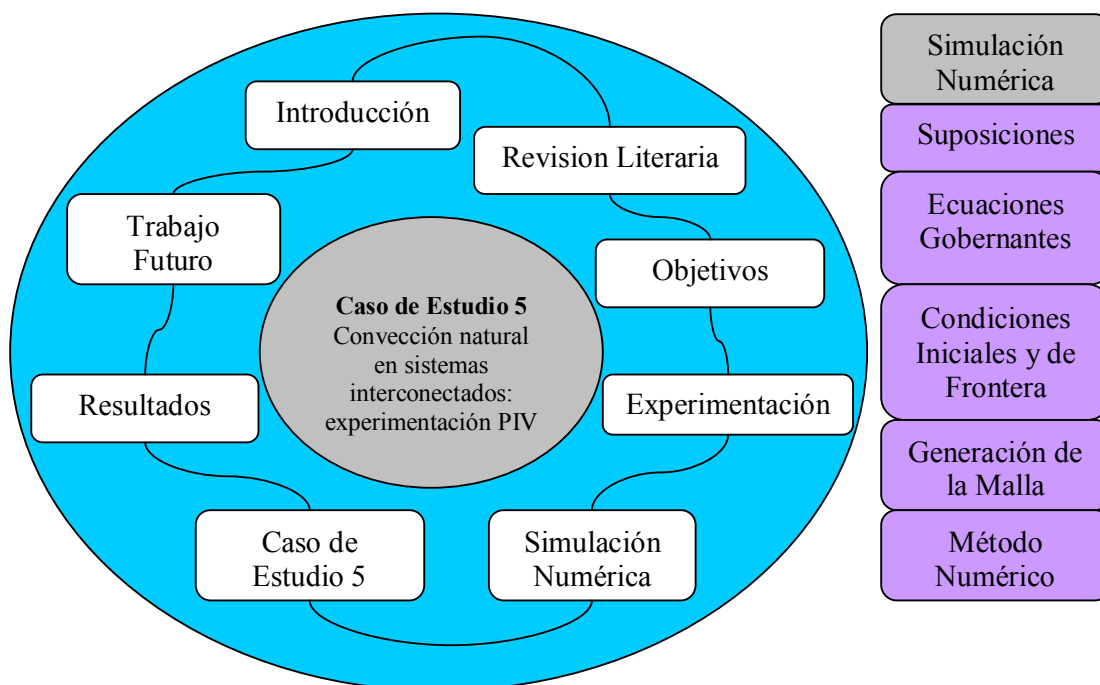 Introducción
Revision Literaria
Objetivos
Experimentación
Simulación
Numérica
Caso de
Estudio 5
Resultados
Trabajo
Futuro
Caso de Estudio 5
Convección natural
en sistemas
interconectados:
experimentación PIV
Simulación
Numérica
Suposiciones
Ecuaciones
Gobernantes
Condiciones
Iniciales y de
Frontera
Generación de
la Malla
Método
Numérico